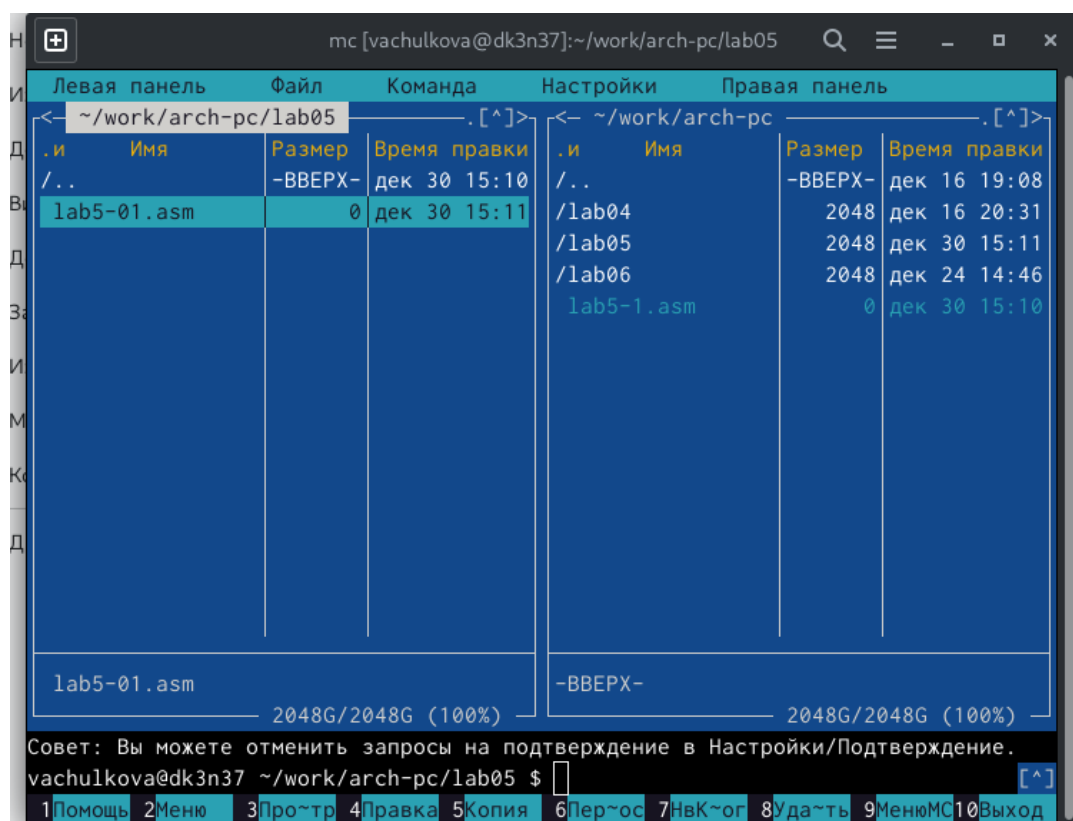 mc [vachulkova@dk3n37]:~/work/arch-pc/lab05
Левая панель Файл Команда Настройки Правая панель
<- ~/work/arch-pc/lab05 .[^]> <- ~/work/arch-pc .[^]>
.и Имя Размер Время правки .и Имя Размер Время правки
/.. -ВВЕРХ- дек 30 15:10 /.. -ВВЕРХ- дек 16 19:08
lab5-01.asm 0 дек 30 15:11 /lab04 2048 дек 16 20:31
/lab05 2048 дек 30 15:11
/lab06 2048 дек 24 14:46
lab5-1.asm 0 дек 30 15:10
lab5-01.asm -ВВЕРХ-
2048G/2048G (100%) 2048G/2048G (100%)
Совет: Вы можете отменить запросы на подтверждение в Настройки/Подтверждение.
vachulkova@dk3n37 ~/work/arch-pc/lab05 $ [^]
1Помощь 2Меню 3Про~тр 4Правка 5Копия 6Пер~ос 7НвК~ог 8Уда~ть 9МенюМС 10Выход